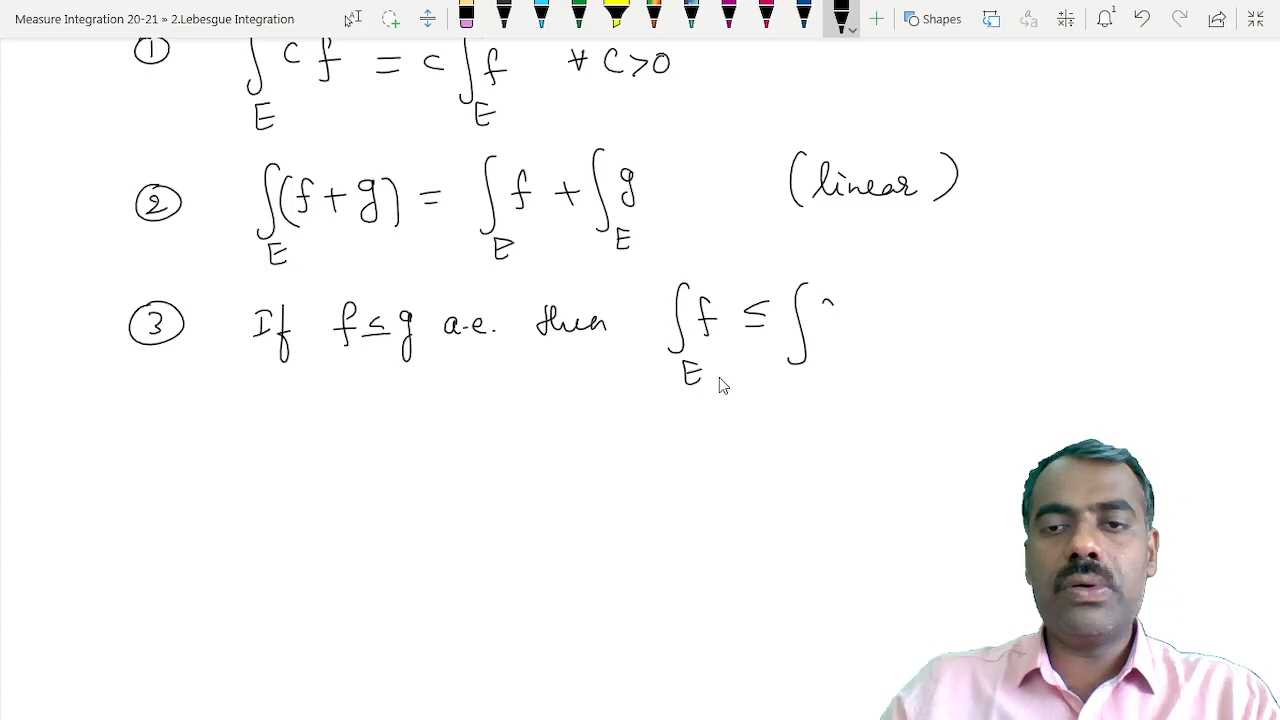 Measure Integration 20-21 » 2.Lebesgue Integration
Shapes
① ∫_E c f = c ∫_E f ∀ c>0
② ∫_E (f+g) = ∫_E f + ∫_E g (linear)
③ If f≤g a.e. then ∫_E f ≤ ∫